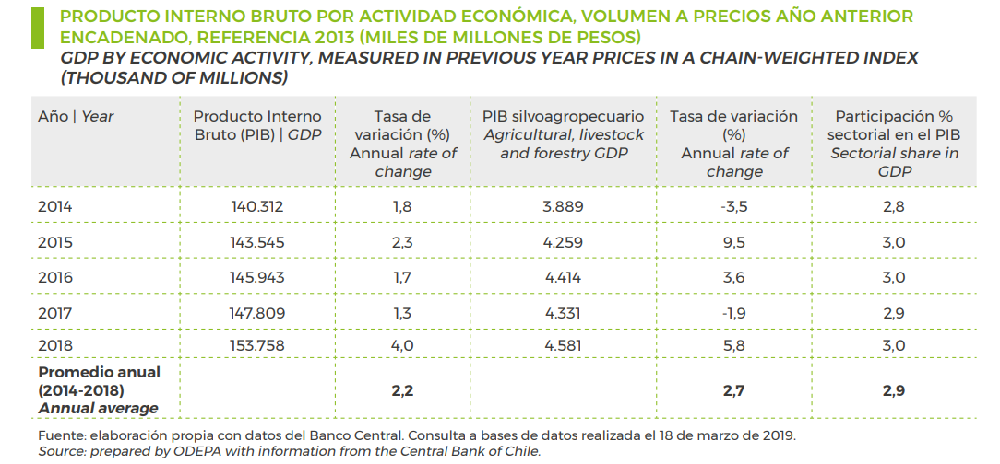 PRODUCTO INTERNO BRUTO POR ACTIVIDAD ECONÓMICA, VOLUMEN A PRECIOS AÑO ANTERIOR
ENCADENADO, REFERENCIA 2013 (MILES DE MILLONES DE PESOS)
GDP BY ECONOMIC ACTIVITY, MEASURED IN PREVIOUS YEAR PRICES IN A CHAIN-WEIGHTED INDEX
(THOUSAND OF MILLIONS)
Año | Year
Producto Interno
Bruto (PIB) | GDP
Tasa de
variación (%)
Annual rate of
change
PIB silvoagropecuario
Agricultural, livestock
and forestry GDP
Tasa de variación
(%)
Annual rate of
change
Participación %
sectorial en el PIB
Sectorial share in
GDP
2014 140.312 1,8 3.889 -3,5 2,8
2015 143.545 2,3 4.259 9,5 3,0
2016 145.943 1,7 4.414 3,6 3,0
2017 147.809 1,3 4.331 -1,9 2,9
2018 153.758 4,0 4.581 5,8 3,0
Promedio anual
(2014-2018) 2,2 2,7 2,9
Annual average
Fuente: elaboración propia con datos del Banco Central. Consulta a bases de datos realizada el 18 de marzo de 2019.
Source: prepared by ODEPA with information from the Central Bank of Chile.